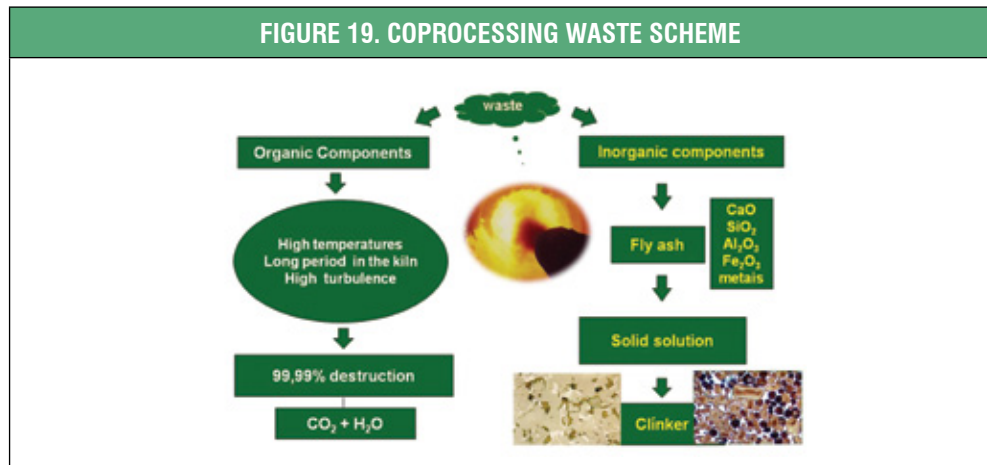 FIGURE 19. COPROCESSING WASTE SCHEME
waste
Organic Components
High temperatures
Long period in the kiln
High turbulence
99,99% destruction
CO₂ + H₂O
Inorganic components
Fly ash
CaO
SiO₂
Al₂O₃
Fe₂O₃
metais
Solid solution
Clinker